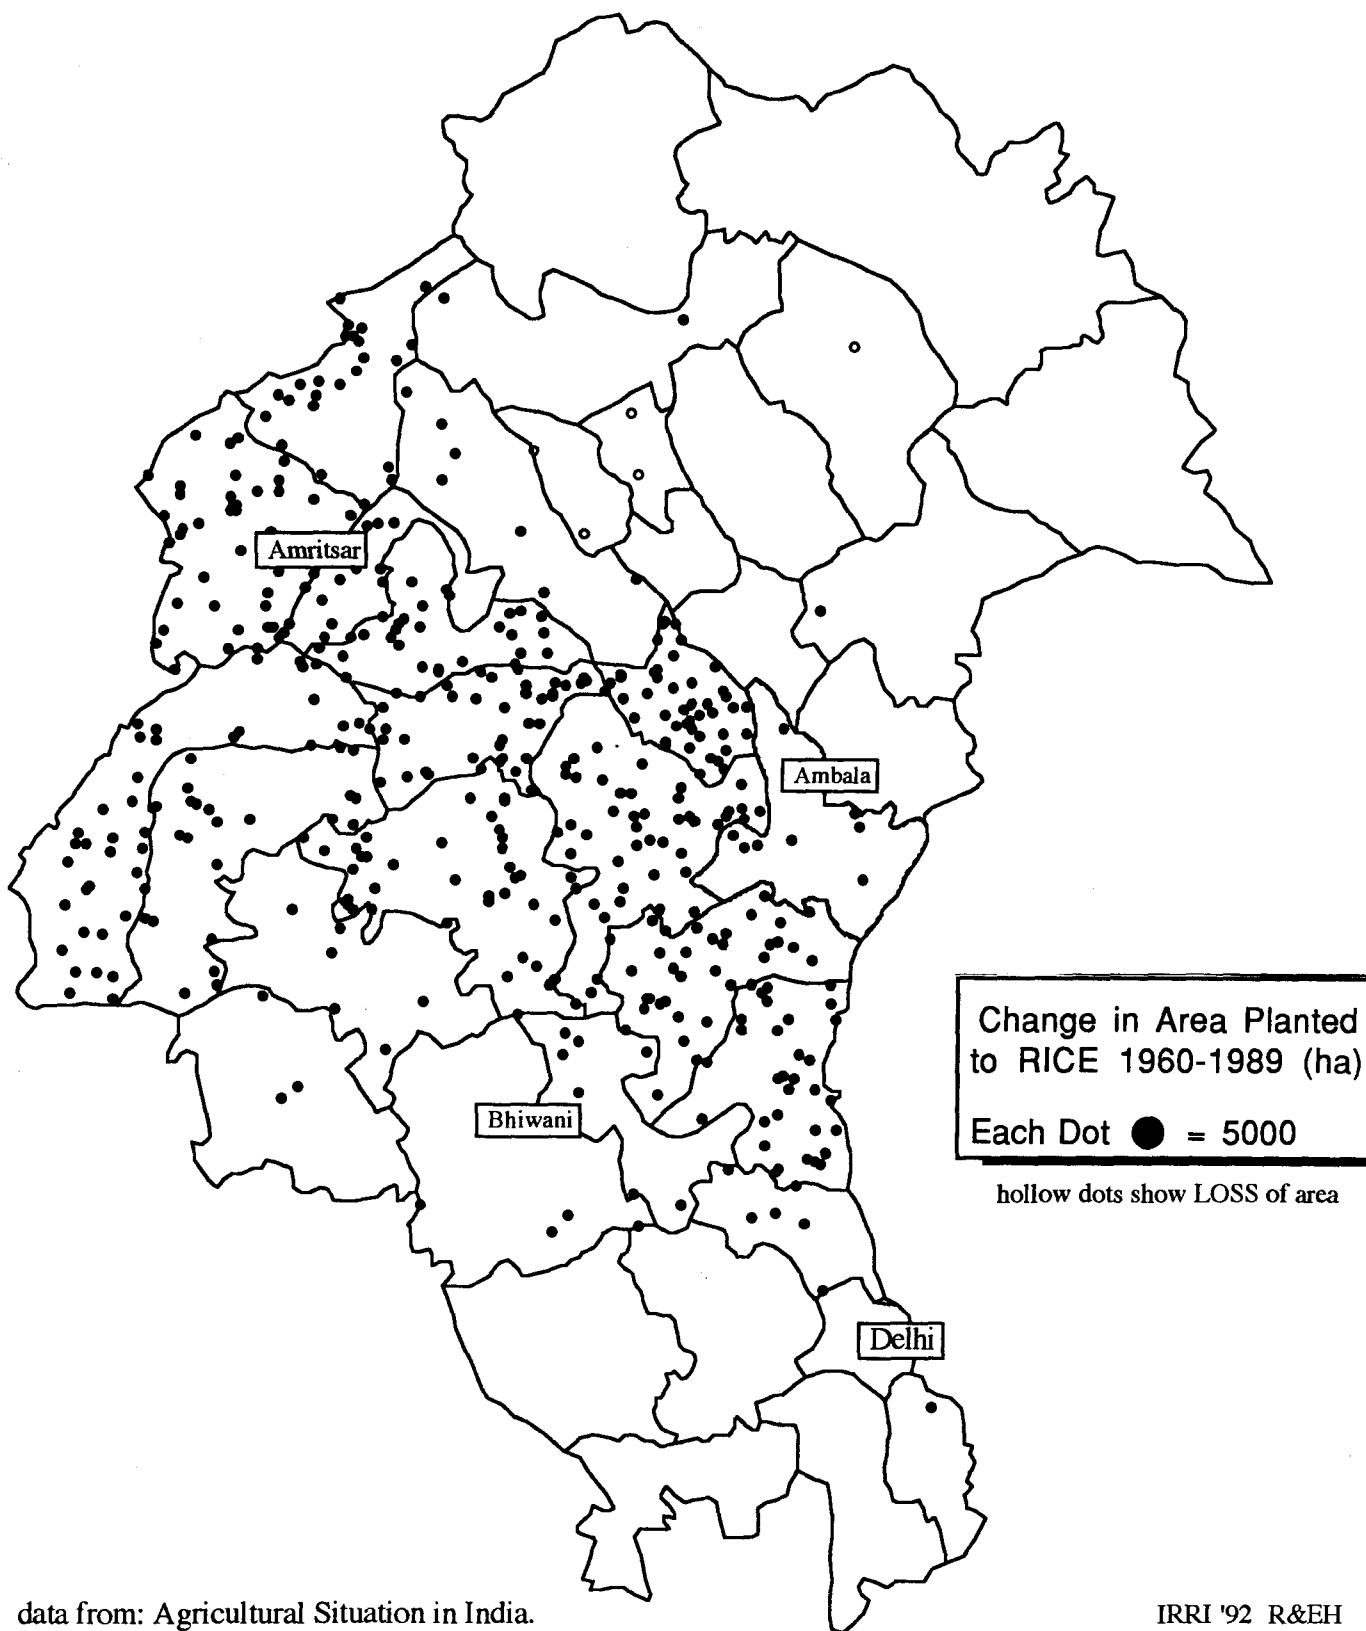 Amritsar
Ambala
Change in Area Planted
to RICE 1960-1989 (ha)
Each Dot ● = 5000
hollow dots show LOSS of area
Bhiwani
Delhi
data from: Agricultural Situation in India.
IRRI '92 R&EH